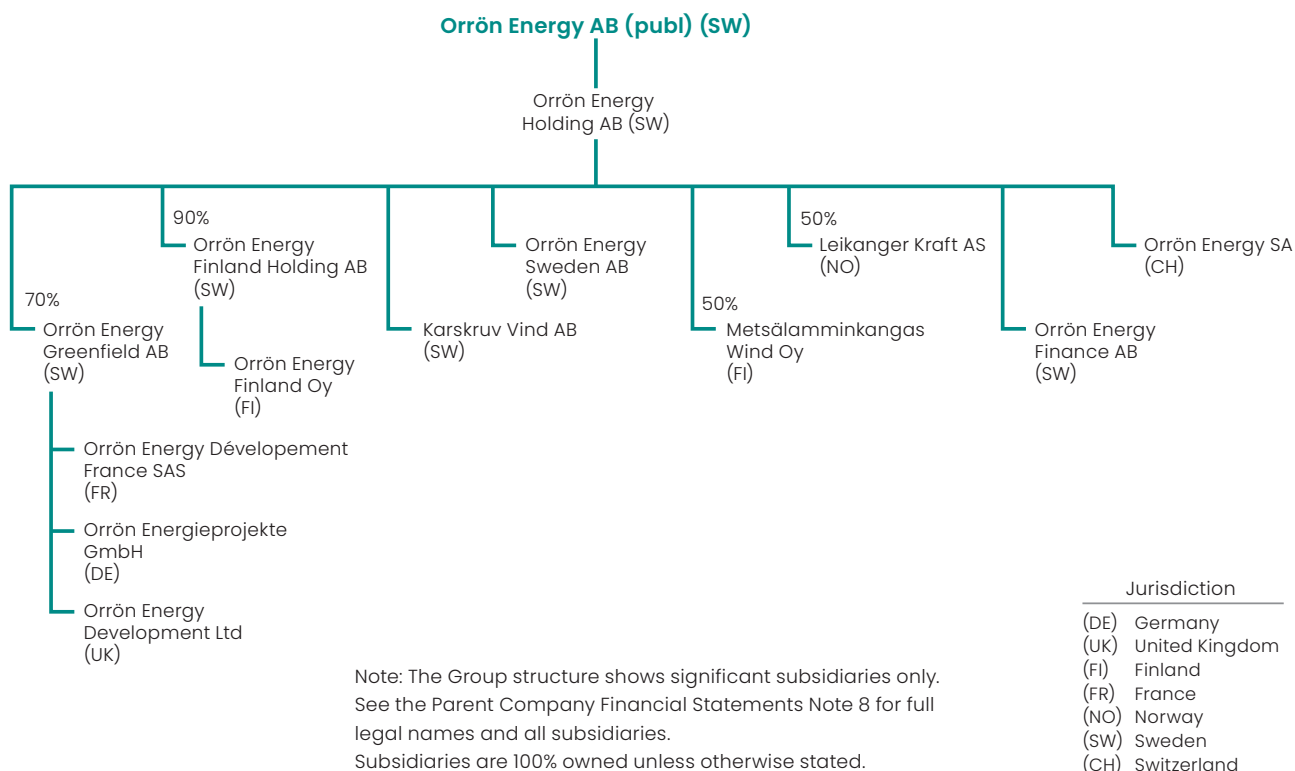 Orrön Energy AB (publ) (SW)
Orrön Energy
Holding AB (SW)
90%
Orrön Energy
Finland Holding AB
(SW)
Orrön Energy
Sweden AB
(SW)
50%
Leikanger Kraft AS
(NO)
Orrön Energy SA
(CH)
70%
Orrön Energy
Greenfield AB
(SW)
Karskruv Vind AB
(SW)
50%
Metsälamminkangas
Wind Oy
(FI)
Orrön Energy
Finance AB
(SW)
Orrön Energy
Finland Oy
(FI)
Orrön Energy Dévelopement
France SAS
(FR)
Orrön Energieprojekte
GmbH
(DE)
Orrön Energy
Development Ltd
(UK)
Note: The Group structure shows significant subsidiaries only.
See the Parent Company Financial Statements Note 8 for full
legal names and all subsidiaries.
Subsidiaries are 100% owned unless otherwise stated.
Jurisdiction
(DE) Germany
(UK) United Kingdom
(FI) Finland
(FR) France
(NO) Norway
(SW) Sweden
(CH) Switzerland